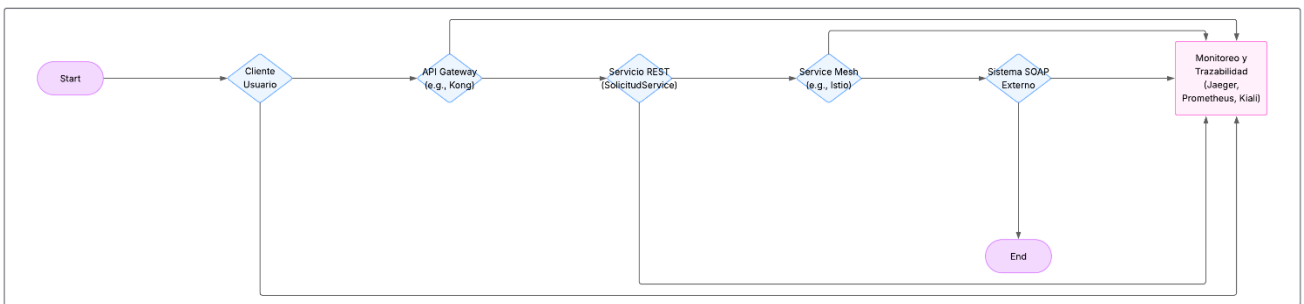 Start
Cliente
Usuario
API Gateway
(e.g., Kong)
Servicio REST
(SolicitudService)
Service Mesh
(e.g., Istio)
Sistema SOAP
Externo
Monitoreo y
Trazabilidad
(Jaeger,
Prometheus, Kiali)
End